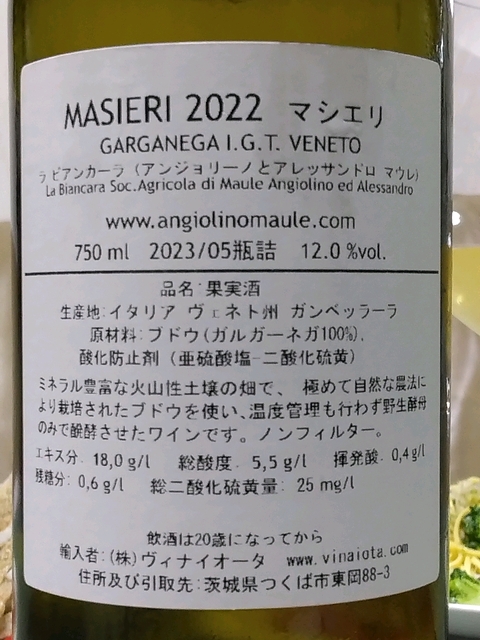 MASIERI 2022 マシエリ
GARGANEGA I.G.T. VENETO
ラ ビアンカーラ (アンジョリーノとアレッサンドロ マウレ)
La Biancara Soc.Agricola di Maule Angiolino ed Alessandro
www.angiolinomaule.com
750 ml 2023/05瓶詰 12.0 %vol.
品名:果実酒
生産地:イタリア ヴェネト州 ガンベッラーラ
原材料:ブドウ(ガルガーネガ100%)、
酸化防止剤 (亜硫酸塩-二酸化硫黄)
ミネラル豊富な火山性土壌の畑で、 極めて自然な農法に
より栽培されたブドウを使い、温度管理も行わず野生酵母
のみで醗酵させたワインです。ノンフィルター。
エキス分. 18,0 g/l 総酸度. 5,5 g/l 揮発酸. 0,4 g/l
残糖分: 0,6 g/l 総二酸化硫黄量: 25 mg/l
飲酒は20歳になってから
輸入者:(株)ヴィナイオータ www.vinaiota.com
住所及び引取先:茨城県つくば市東岡88-3